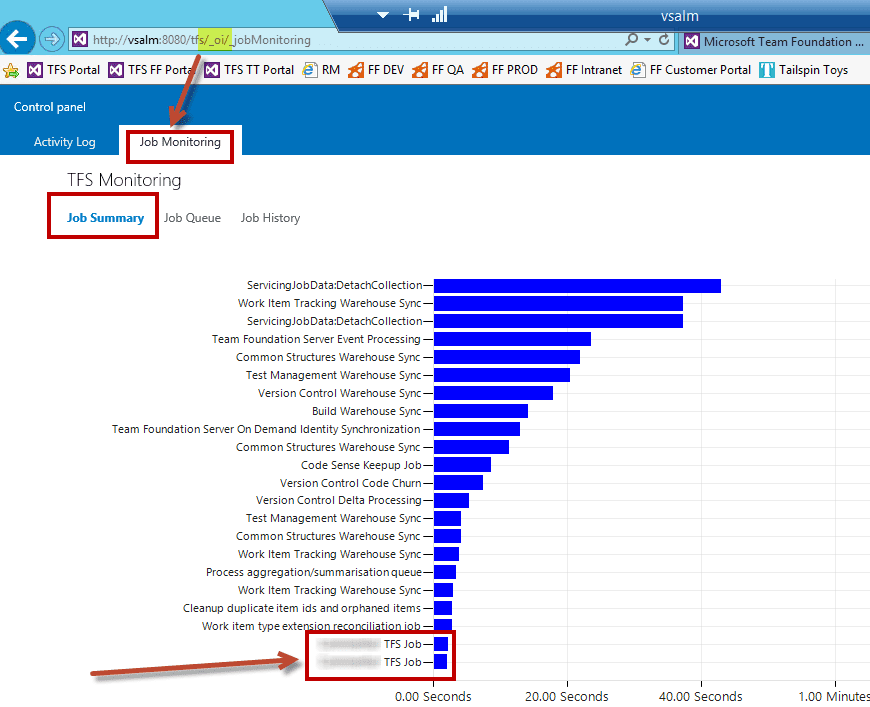 vsalm
http://vsalm:8080/tfs/_oi/_jobMonitoring
Microsoft Team Foundation ...
TFS Portal TFS FF Porta TFS TT Portal RM FF DEV FF QA FF PROD FF Intranet FF Customer Portal Tailspin Toys
Control panel
Activity Log Job Monitoring
TFS Monitoring
Job Summary Job Queue Job History
ServicingJobData:DetachCollection
Work Item Tracking Warehouse Sync
ServicingJobData:DetachCollection
Team Foundation Server Event Processing
Common Structures Warehouse Sync
Test Management Warehouse Sync
Version Control Warehouse Sync
Build Warehouse Sync
Team Foundation Server On Demand Identity Synchronization
Common Structures Warehouse Sync
Code Sense Keepup Job
Version Control Code Churn
Version Control Delta Processing
Test Management Warehouse Sync
Common Structures Warehouse Sync
Work Item Tracking Warehouse Sync
Process aggregation/summarisation queue
Work Item Tracking Warehouse Sync
Cleanup duplicate item ids and orphaned items
Work item type extension reconciliation job
TFS Job
TFS Job
0.00 Seconds 20.00 Seconds 40.00 Seconds 1.00 Minutes